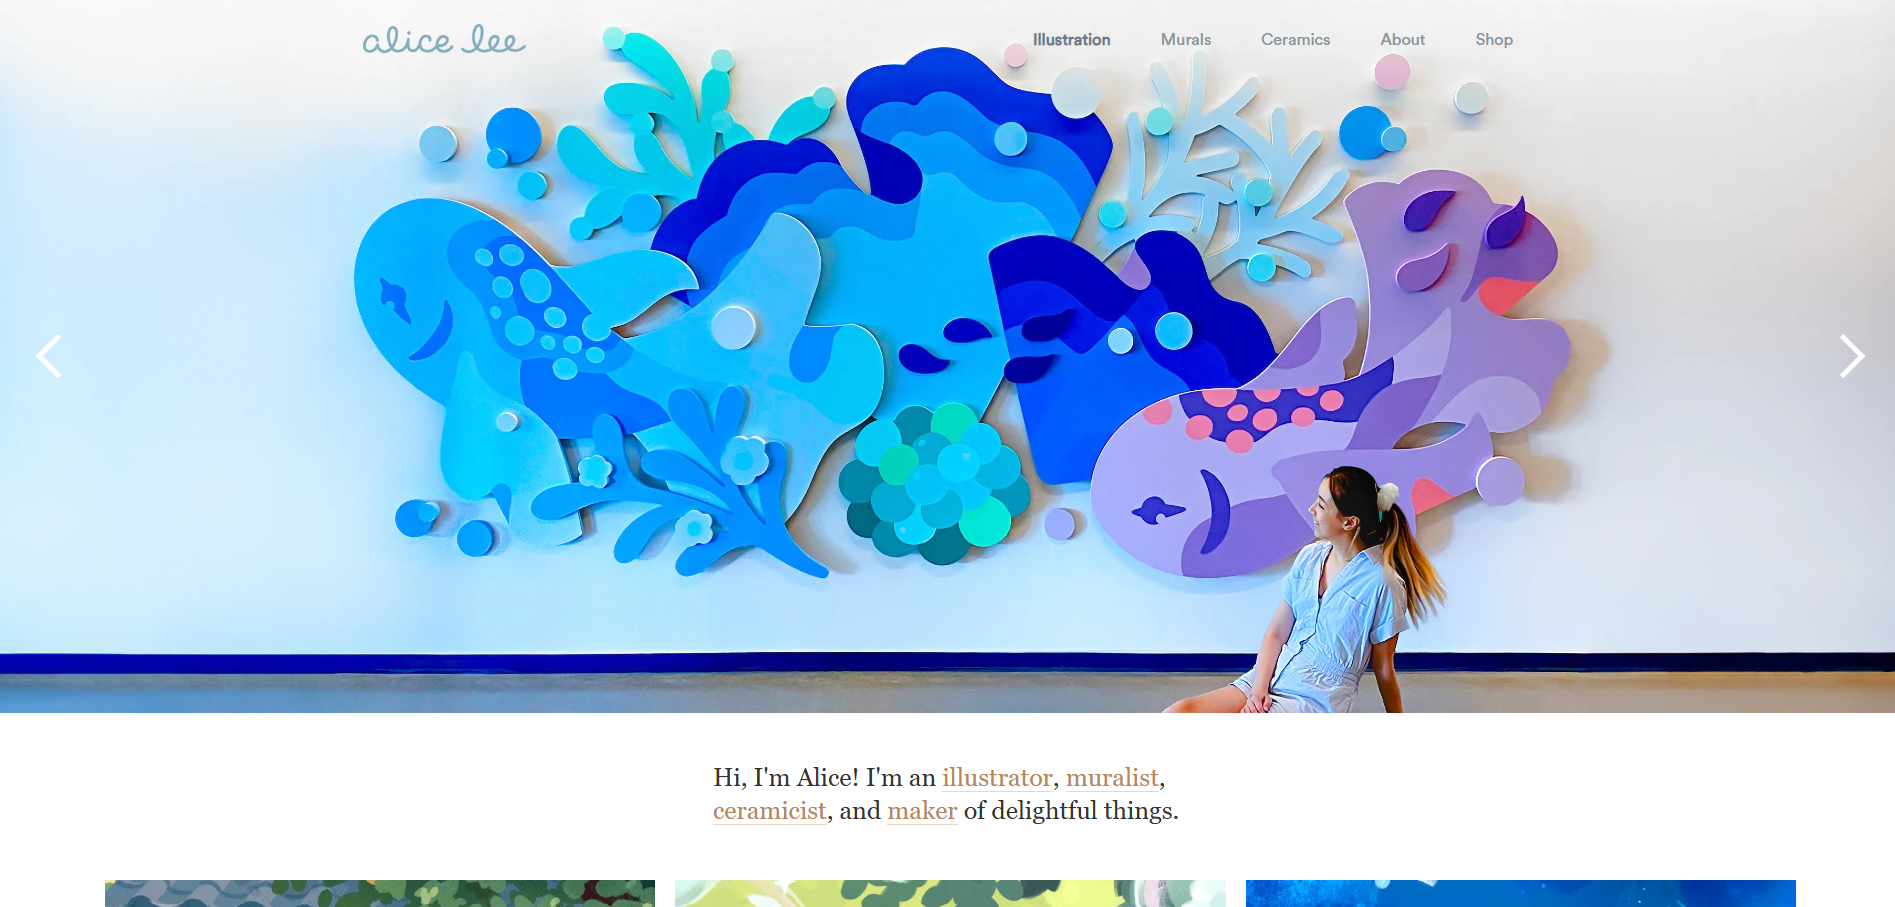 alice lee
Illustration Murals Ceramics About Shop
Hi, I'm Alice! I'm an illustrator, muralist,
ceramicist, and maker of delightful things.